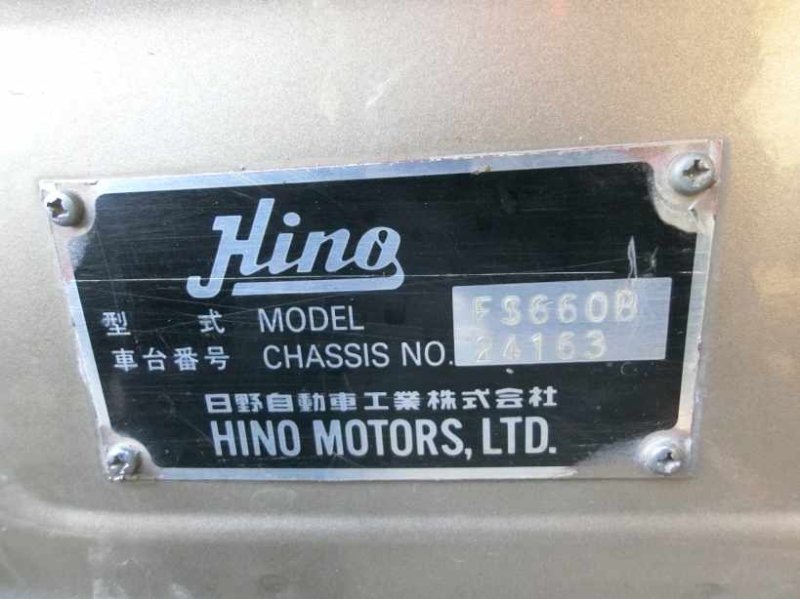 Hino
型 式 MODEL FS660B
車台番号 CHASSIS NO. 24163
日野自動車工業株式会社
HINO MOTORS, LTD.